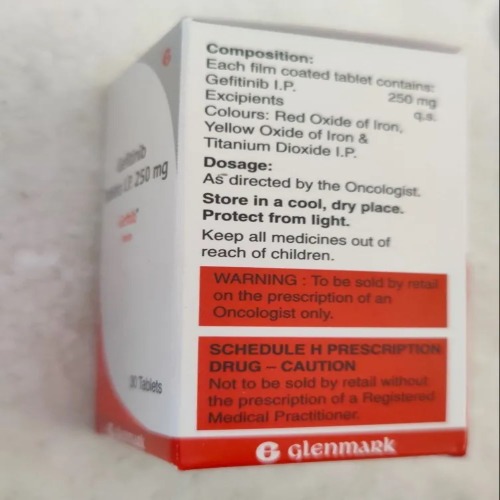 Composition:
Each film coated tablet contains:
Gefitinib I.P. 250 mg
Excipients q.s.
Colours: Red Oxide of Iron,
Yellow Oxide of Iron &
Titanium Dioxide I.P.
Dosage:
As directed by the Oncologist.
Store in a cool, dry place.
Protect from light.
Keep all medicines out of
reach of children.
WARNING : To be sold by retail
on the prescription of an
Oncologist only.
SCHEDULE H PRESCRIPTION
DRUG – CAUTION
Not to be sold by retail without
the prescription of a Registered
Medical Practitioner.
glenmark
Gefitinib
I.P. 250 mg
Tablets